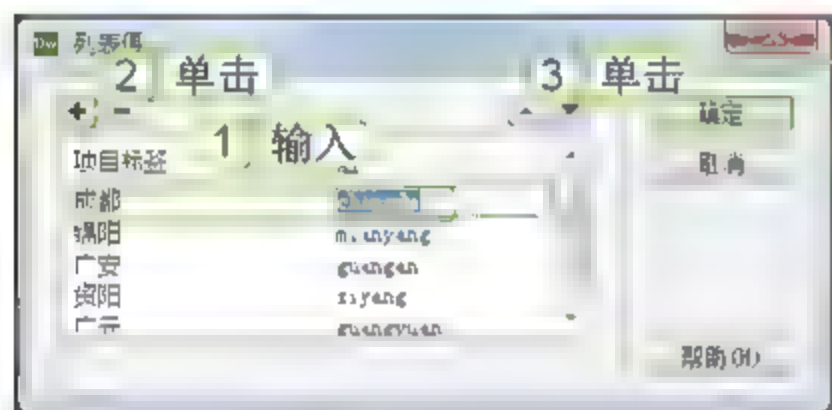 Dw 列表值
2 单击
3 单击
+ -
确定
1 输入
项目标签
取消
成都
绵阳 mianyang
广安 guangan
资阳 ziyang
广元 guangyuan
帮助(H)